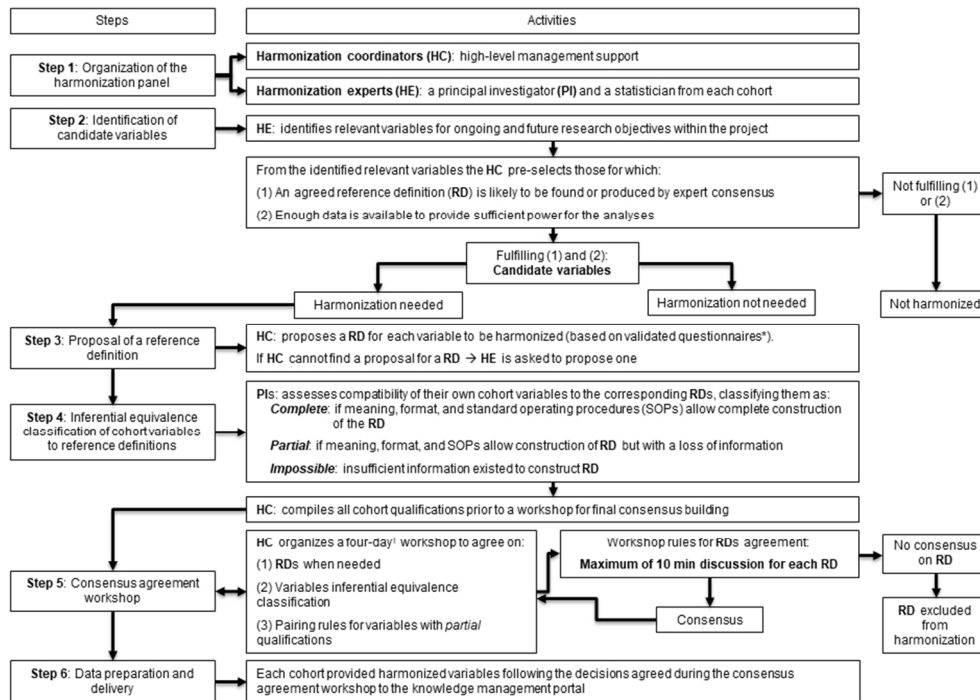 Steps
Activities
Step 1: Organization of the
harmonization panel
Harmonization coordinators (HC): high-level management support
Harmonization experts (HE): a principal investigator (PI) and a statistician from each cohort
Step 2: Identification of
candidate variables
HE: identifies relevant variables for ongoing and future research objectives within the project
From the identified relevant variables the HC pre-selects those for which:
(1) An agreed reference definition (RD) is likely to be found or produced by expert consensus
(2) Enough data is available to provide sufficient power for the analyses
Not fulfilling (1)
or (2)
Fulfilling (1) and (2):
Candidate variables
Harmonization needed
Harmonization not needed
Not harmonized
Step 3: Proposal of a reference
definition
HC: proposes a RD for each variable to be harmonized (based on validated questionnaires*).
If HC cannot find a proposal for a RD → HE is asked to propose one
Step 4: Inferential equivalence
classification of cohort variables
to reference definitions
PIs: assesses compatibility of their own cohort variables to the corresponding RDs, classifying them as:
Complete: if meaning, format, and standard operating procedures (SOPs) allow complete construction
of the RD
Partial: if meaning, format, and SOPs allow construction of RD but with a loss of information
Impossible: insufficient information existed to construct RD
HC: compiles all cohort qualifications prior to a workshop for final consensus building
Step 5: Consensus agreement
workshop
HC organizes a four-day† workshop to agree on:
(1) RDs when needed
(2) Variables inferential equivalence
classification
(3) Pairing rules for variables with partial
qualifications
Workshop rules for RDs agreement:
Maximum of 10 min discussion for each RD
Consensus
No consensus
on RD
RD excluded
from
harmonization
Step 6: Data preparation and
delivery
Each cohort provided harmonized variables following the decisions agreed during the consensus
agreement workshop to the knowledge management portal